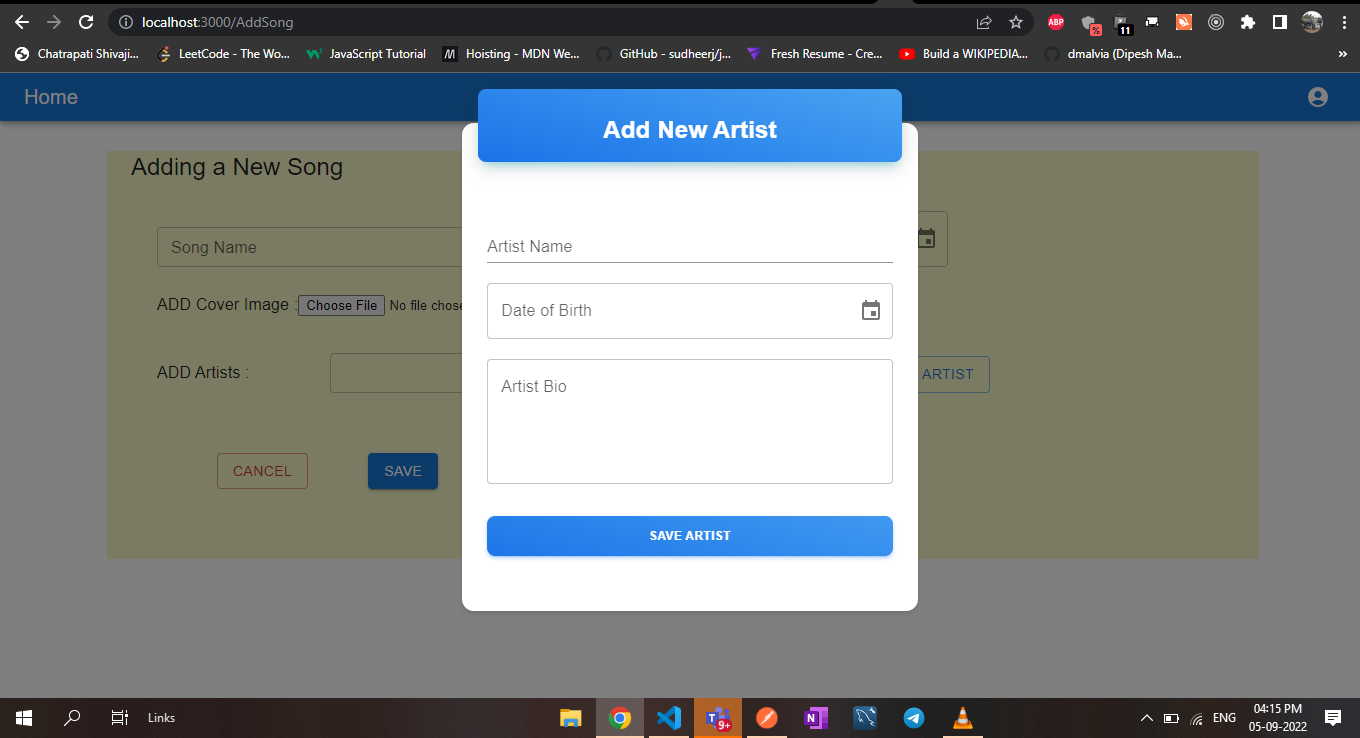 localhost:3000/AddSong
ABP
%
11
Chatrapati Shivaji...
LeetCode - The Wo...
JavaScript Tutorial
Hoisting - MDN We...
GitHub - sudheerj/j...
Fresh Resume - Cre...
Build a WIKIPEDIA...
dmalvia (Dipesh Ma...
»
Home
Add New Artist
Adding a New Song
Song Name
Artist Name
ADD Cover Image :
Choose File
No file chose
Date of Birth
ADD Artists :
ARTIST
Artist Bio
CANCEL
SAVE
SAVE ARTIST
Links
9+
ENG
04:15 PM
05-09-2022